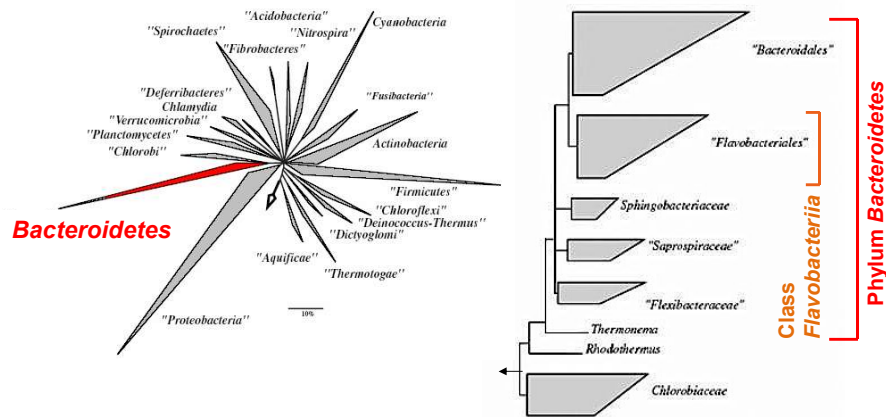 "Acidobacteria"
Cyanobacteria
"Spirochaetes"
"Nitrospira"
"Fibrobacteres"
"Deferribacteres"
Chlamydia
"Verrucomicrobia"
"Planctomycetes"
"Chlorobi"
"Fusibacteria"
Actinobacteria
"Firmicutes"
Bacteroidetes
"Chloroflexi"
"Deinococcus-Thermus"
"Dictyoglomi"
"Aquificae"
"Thermotogae"
10%
"Proteobacteria"
"Bacteroidales"
"Flavobacteriales"
Sphingobacteriaceae
"Saprospiraceae"
"Flexibacteraceae"
Thermonema
Rhodothermus
Chlorobiaceae
Class
Flavobacteriia
Phylum Bacteroidetes